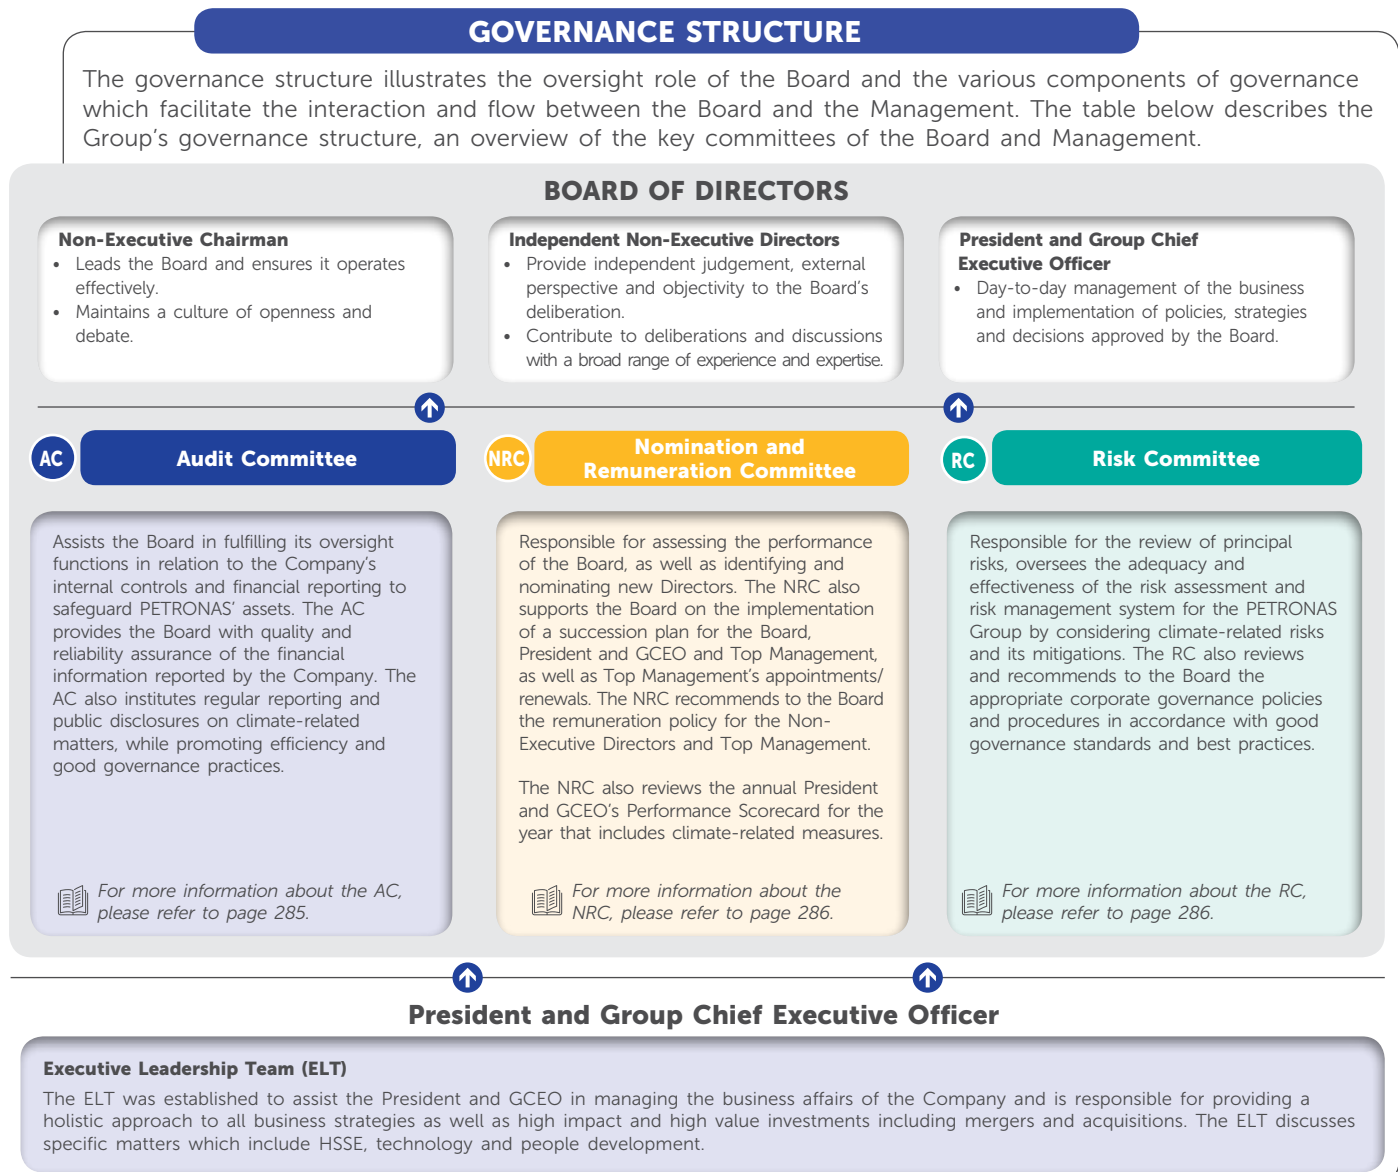 GOVERNANCE STRUCTURE
The governance structure illustrates the oversight role of the Board and the various components of governance
which facilitate the interaction and flow between the Board and the Management. The table below describes the
Group's governance structure, an overview of the key committees of the Board and Management.
BOARD OF DIRECTORS
Non-Executive Chairman
• Leads the Board and ensures it operates
effectively.
• Maintains a culture of openness and
debate.
Independent Non-Executive Directors
• Provide independent judgement, external
perspective and objectivity to the Board's
deliberation.
• Contribute to deliberations and discussions
with a broad range of experience and expertise.
President and Group Chief
Executive Officer
• Day-to-day management of the business
and implementation of policies, strategies
and decisions approved by the Board.
AC
Audit Committee
Assists the Board in fulfilling its oversight
functions in relation to the Company's
internal controls and financial reporting to
safeguard PETRONAS' assets. The AC
provides the Board with quality and
reliability assurance of the financial
information reported by the Company. The
AC also institutes regular reporting and
public disclosures on climate-related
matters, while promoting efficiency and
good governance practices.
For more information about the AC,
please refer to page 285.
NRC
Nomination and
Remuneration Committee
Responsible for assessing the performance
of the Board, as well as identifying and
nominating new Directors. The NRC also
supports the Board on the implementation
of a succession plan for the Board,
President and GCEO and Top Management,
as well as Top Management's appointments/
renewals. The NRC recommends to the Board
the remuneration policy for the Non-
Executive Directors and Top Management.
The NRC also reviews the annual President
and GCEO's Performance Scorecard for the
year that includes climate-related measures.
For more information about the
NRC, please refer to page 286.
RC
Risk Committee
Responsible for the review of principal
risks, oversees the adequacy and
effectiveness of the risk assessment and
risk management system for the PETRONAS
Group by considering climate-related risks
and its mitigations. The RC also reviews
and recommends to the Board the
appropriate corporate governance policies
and procedures in accordance with good
governance standards and best practices.
For more information about the RC,
please refer to page 286.
President and Group Chief Executive Officer
Executive Leadership Team (ELT)
The ELT was established to assist the President and GCEO in managing the business affairs of the Company and is responsible for providing a
holistic approach to all business strategies as well as high impact and high value investments including mergers and acquisitions. The ELT discusses
specific matters which include HSSE, technology and people development.